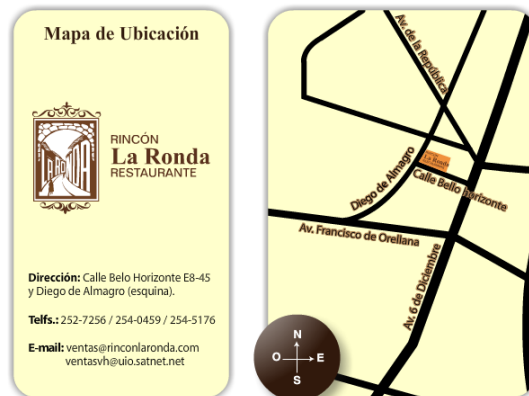 Mapa de Ubicación
LA RONDA
RINCÓN
La Ronda
RESTAURANTE
Dirección: Calle Belo Horizonte E8-45
y Diego de Almagro (esquina).
Telfs.: 252-7256 / 254-0459 / 254-5176
E-mail: ventas@rinconlaronda.com
ventasvh@uio.satnet.net
Av. de la República
La Ronda
Diego de Almagro
Calle Bello horizonte
Av. Francisco de Orellana
Av. 6 de Diciembre
N
O E
S